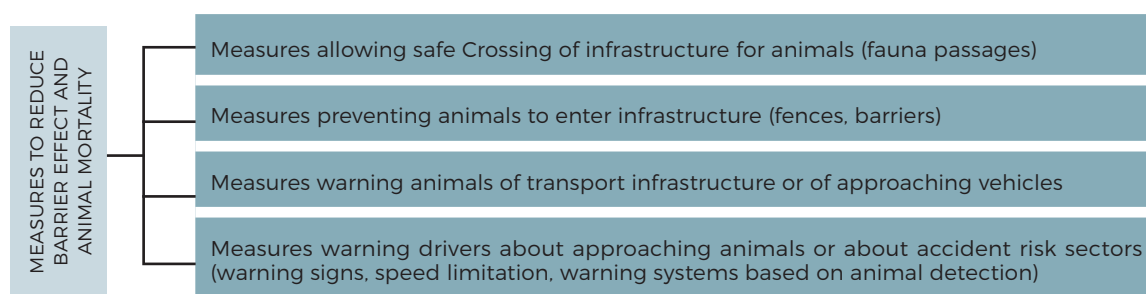 MEASURES TO REDUCE
BARRIER EFFECT AND
ANIMAL MORTALITY
Measures allowing safe Crossing of infrastructure for animals (fauna passages)
Measures preventing animals to enter infrastructure (fences, barriers)
Measures warning animals of transport infrastructure or of approaching vehicles
Measures warning drivers about approaching animals or about accident risk sectors
(warning signs, speed limitation, warning systems based on animal detection)